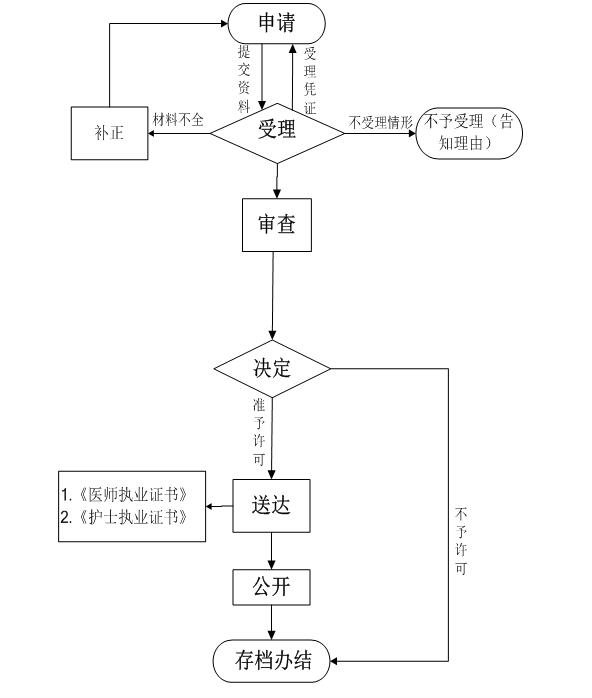 申请
提交资料
受理凭证
补正
材料不全
受理
不受理情形
不予受理（告
知理由）
审查
决定
准予许可
1.《医师执业证书》
2.《护士执业证书》
送达
不予许可
公开
存档办结